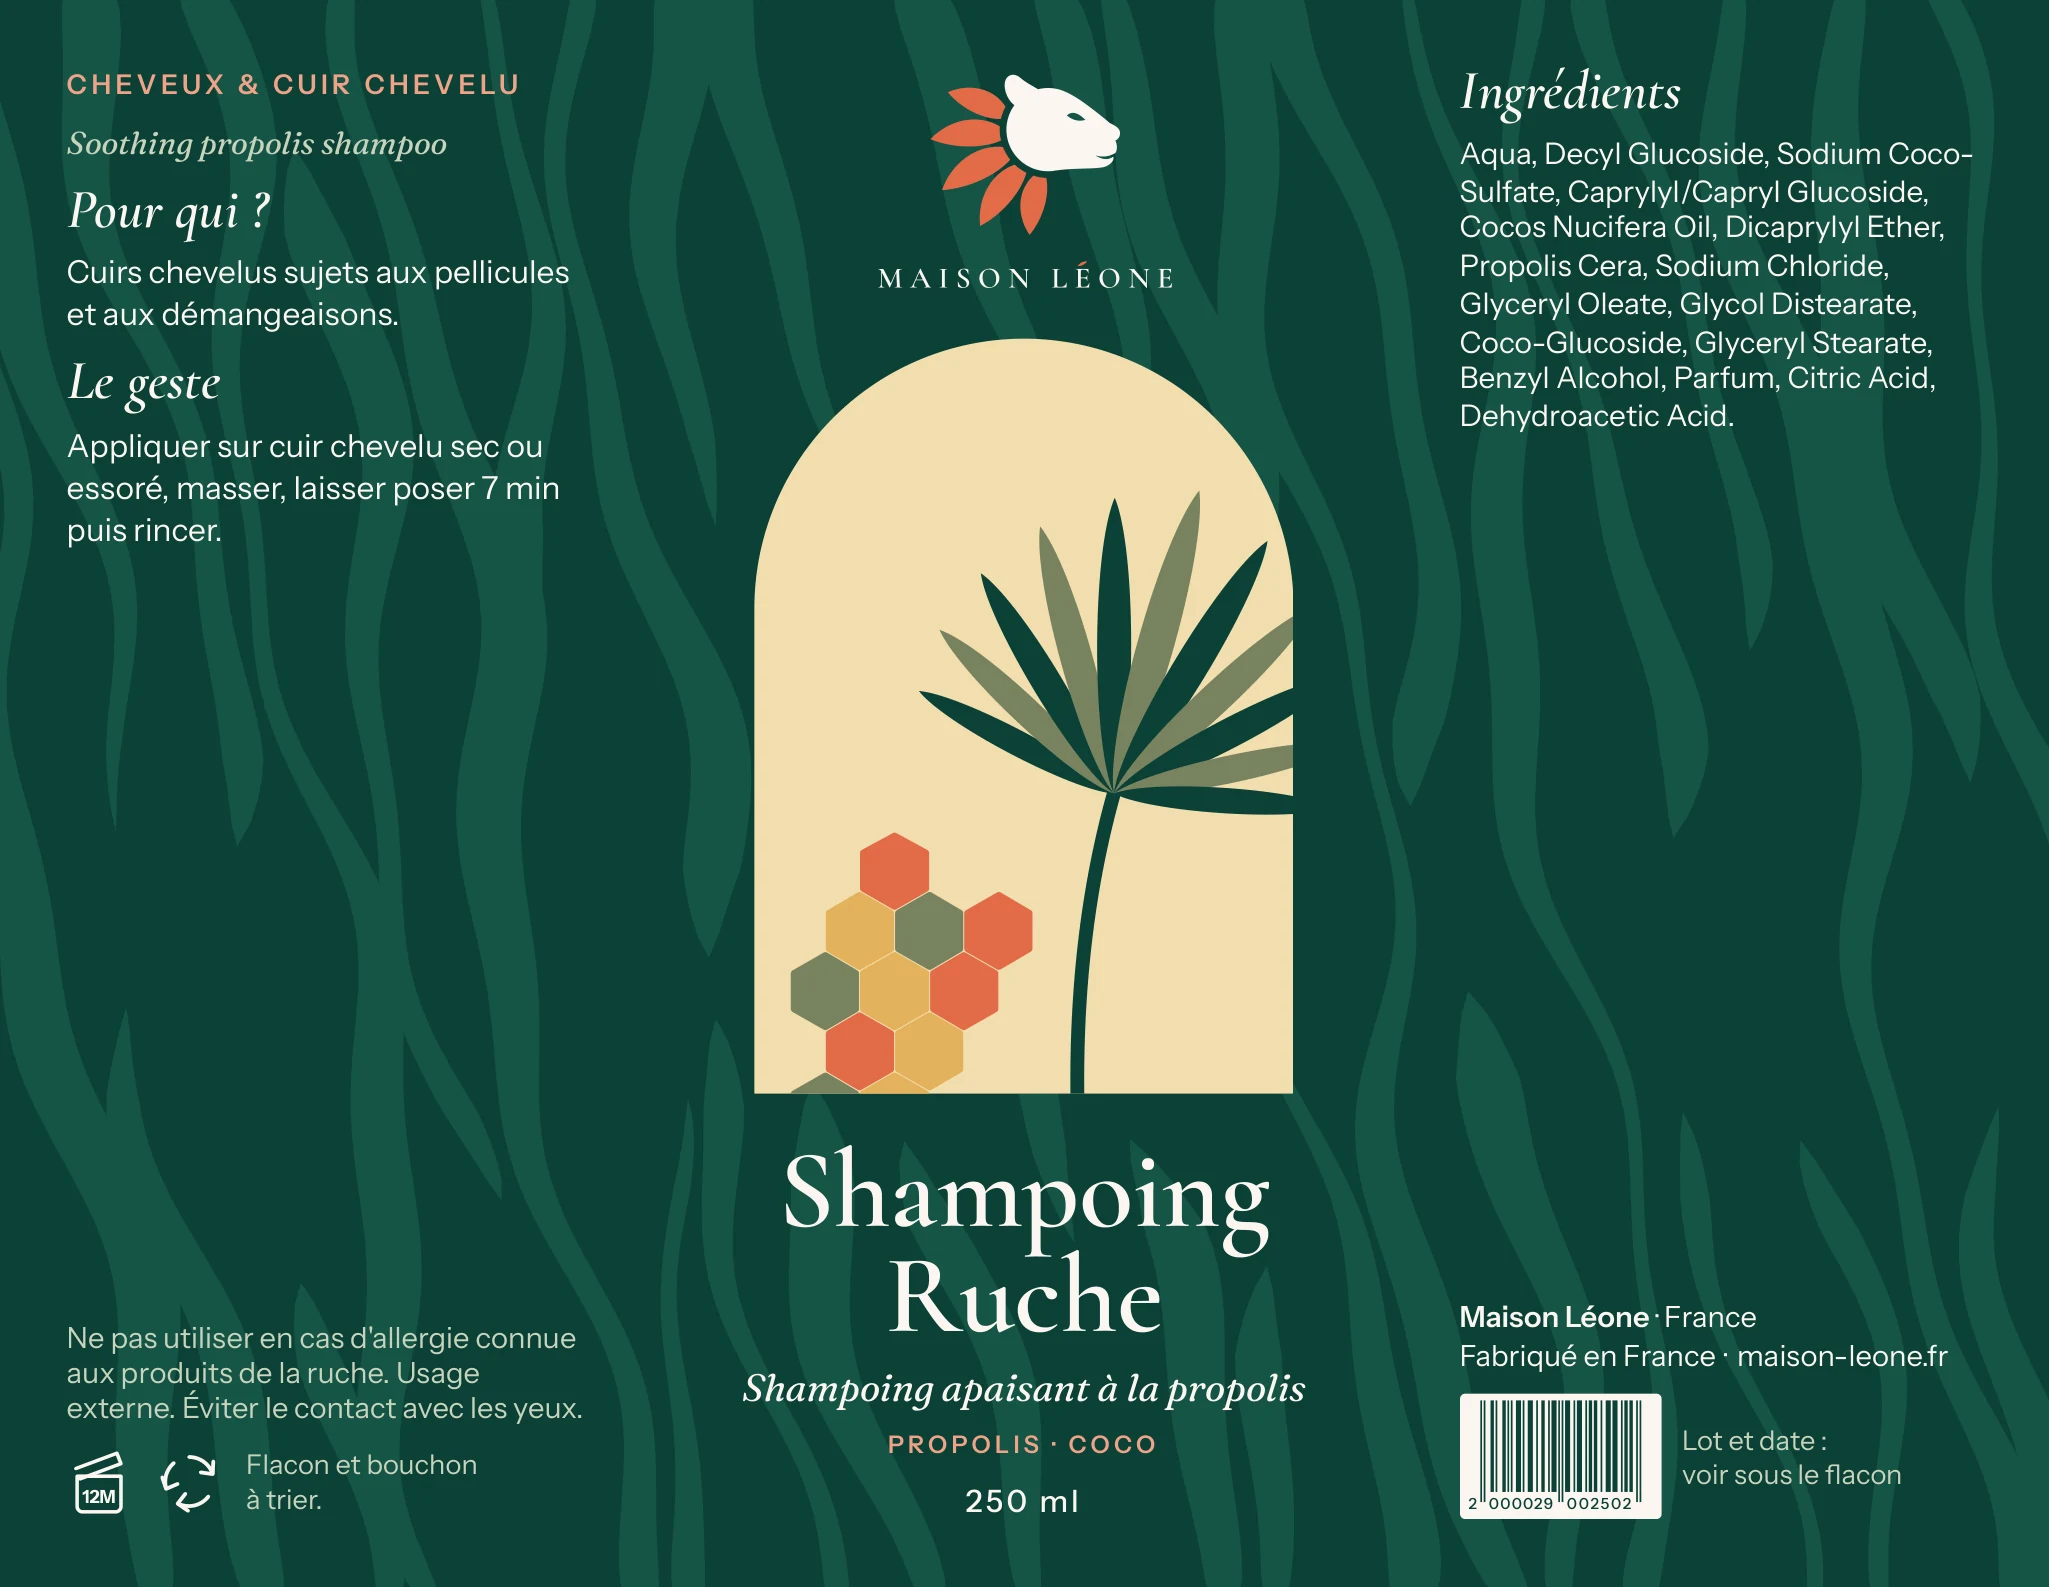 CHEVEUX & CUIR CHEVELU
Soothing propolis shampoo
Pour qui ?
Cuirs chevelus sujets aux pellicules
et aux démangeaisons.
Le geste
Appliquer sur cuir chevelu sec ou
essoré, masser, laisser poser 7 min
puis rincer.
Ne pas utiliser en cas d'allergie connue
aux produits de la ruche. Usage
externe. Éviter le contact avec les yeux.
12M
Flacon et bouchon
à trier.
MAISON LÉONE
Shampoing
Ruche
Shampoing apaisant à la propolis
PROPOLIS · COCO
250 ml
Ingrédients
Aqua, Decyl Glucoside, Sodium Coco-
Sulfate, Caprylyl/Capryl Glucoside,
Cocos Nucifera Oil, Dicaprylyl Ether,
Propolis Cera, Sodium Chloride,
Glyceryl Oleate, Glycol Distearate,
Coco-Glucoside, Glyceryl Stearate,
Benzyl Alcohol, Parfum, Citric Acid,
Dehydroacetic Acid.
Maison Léone · France
Fabriqué en France · maison-leone.fr
2 000029 002502
Lot et date :
voir sous le flacon